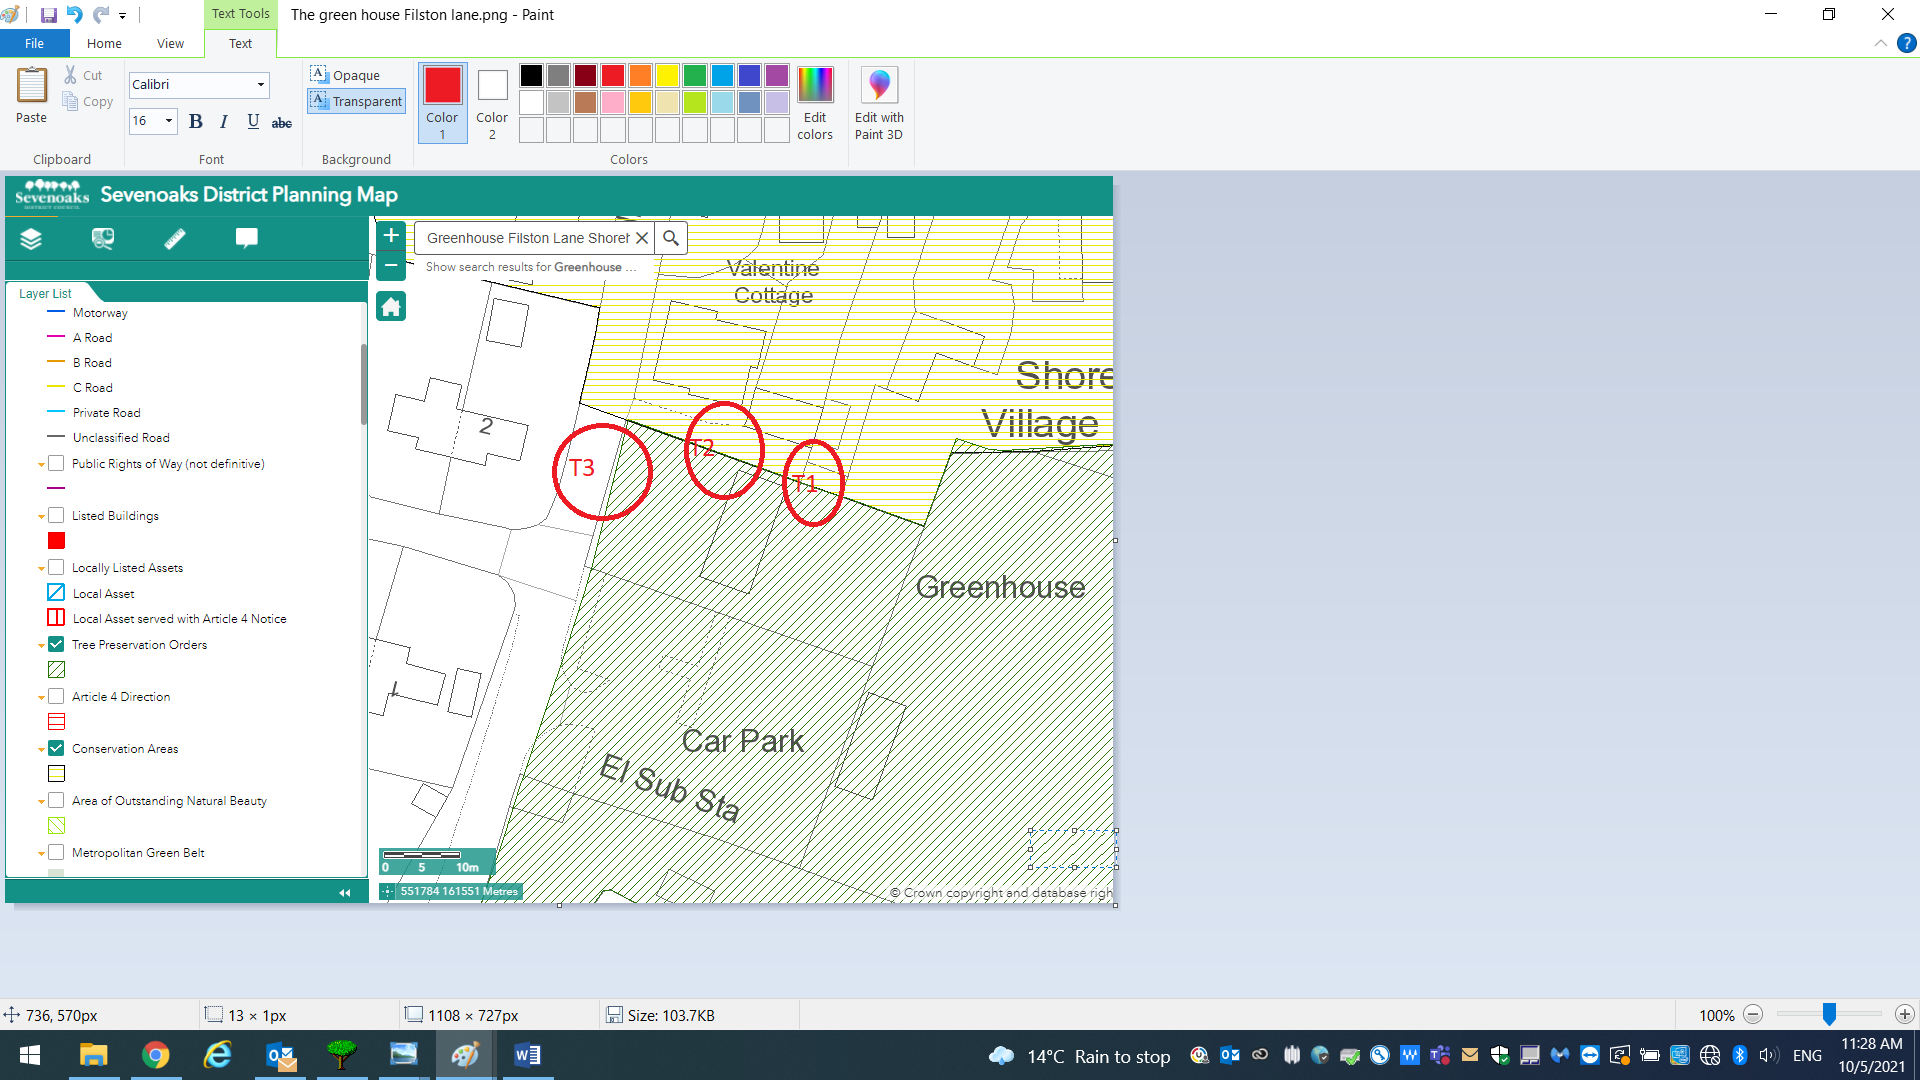 Text Tools
The green house Filston lane.png - Paint
File
Home
View
Text
Paste
Cut
Copy
Clipboard
Calibri
16
B I U abc
Font
Opaque
Transparent
Background
Color
1
Color
2
Edit
colors
Colors
Edit with
Paint 3D
Sevenoaks
DISTRICT COUNCIL
Sevenoaks District Planning Map
Greenhouse Filston Lane Shoreh
Show search results for Greenhouse ...
Layer List
Motorway
A Road
B Road
C Road
Private Road
Unclassified Road
Public Rights of Way (not definitive)
Listed Buildings
Locally Listed Assets
Local Asset
Local Asset served with Article 4 Notice
Tree Preservation Orders
Article 4 Direction
Conservation Areas
Area of Outstanding Natural Beauty
Metropolitan Green Belt
Valentine
Cottage
Shore
Village
2
T3
T2
T1
Greenhouse
1
Car Park
El Sub Sta
0 5 10m
551784 161551 Metres
© Crown copyright and database righ
736, 570px
13 × 1px
1108 × 727px
Size: 103.7KB
100%
14°C Rain to stop
ENG
11:28 AM
10/5/2021